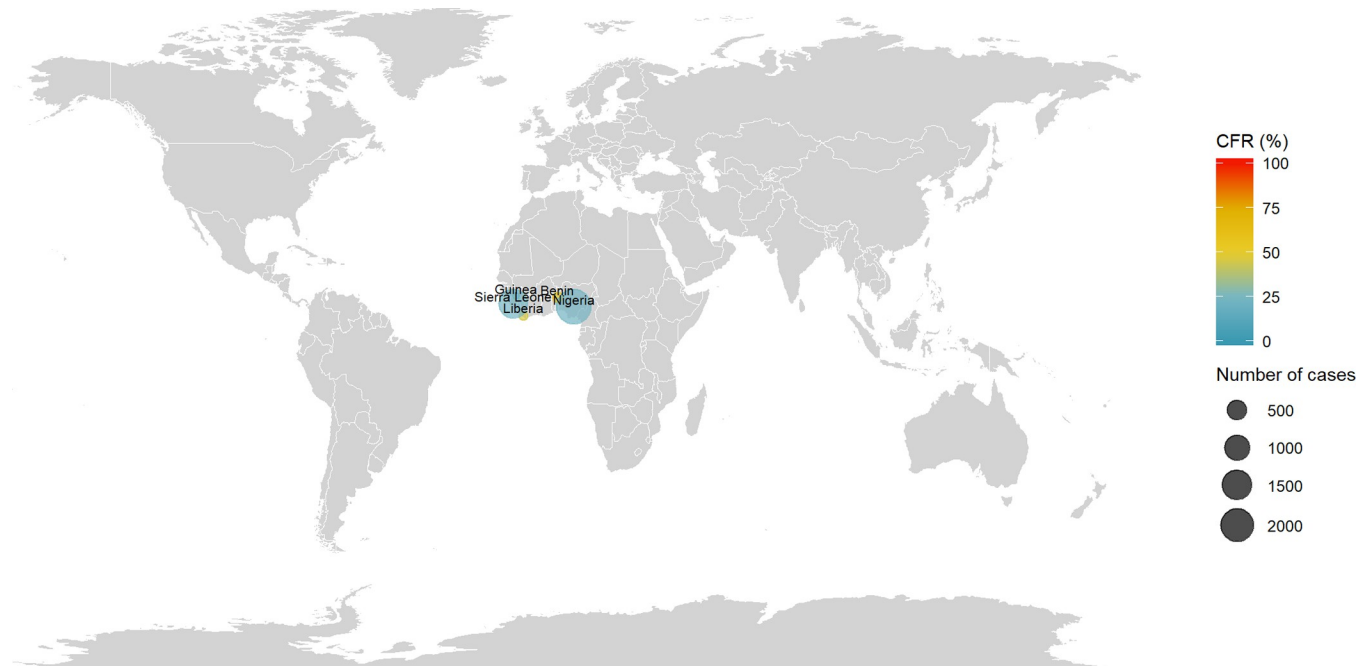 Guinea
Benin
Sierra Leone
Nigeria
Liberia
CFR (%)
100
75
50
25
0
Number of cases
500
1000
1500
2000